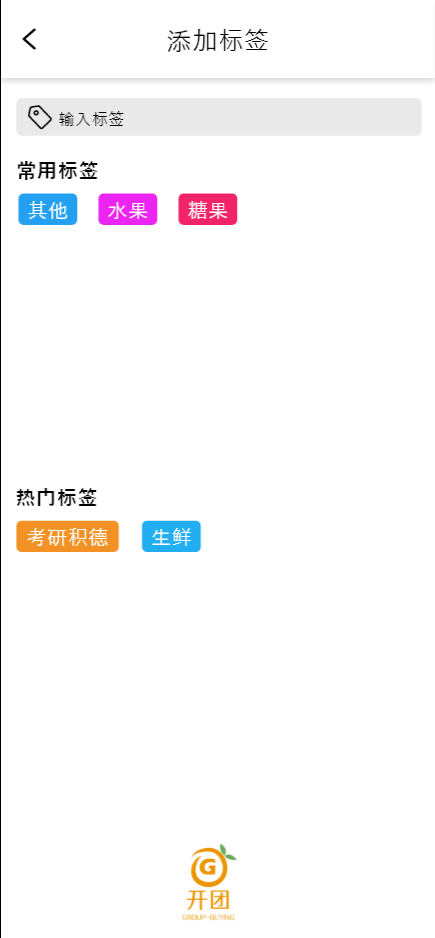 添加标签
输入标签
常用标签
其他 水果 糖果
热门标签
考研积德 生鲜
G
开团
GROUP-BUYING